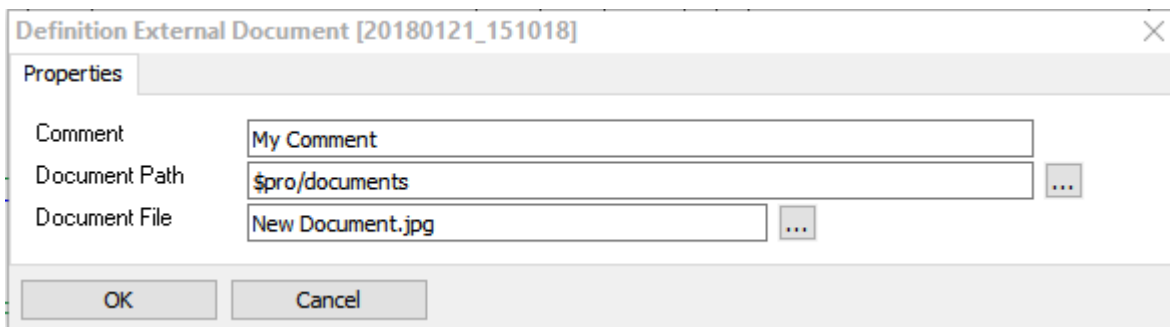 Definition External Document [20180121_151018]
Properties
Comment My Comment
Document Path $pro/documents ...
Document File New Document.jpg ...
OK Cancel